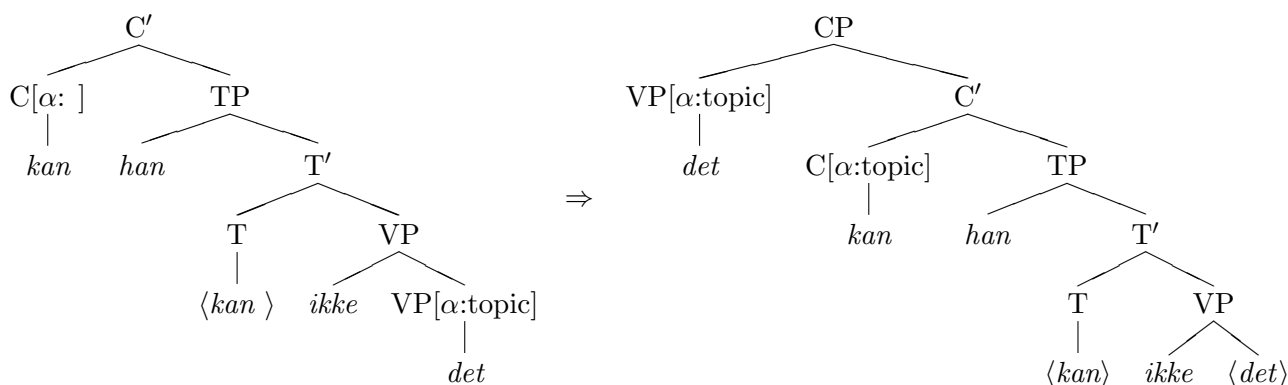 C′ CP
C[α: ] TP VP[α:topic] C′
kan han T′ det C[α:topic] TP
⇒
T VP kan han T′
⟨kan ⟩ ikke VP[α:topic] T VP
det ⟨kan⟩ ikke ⟨det⟩